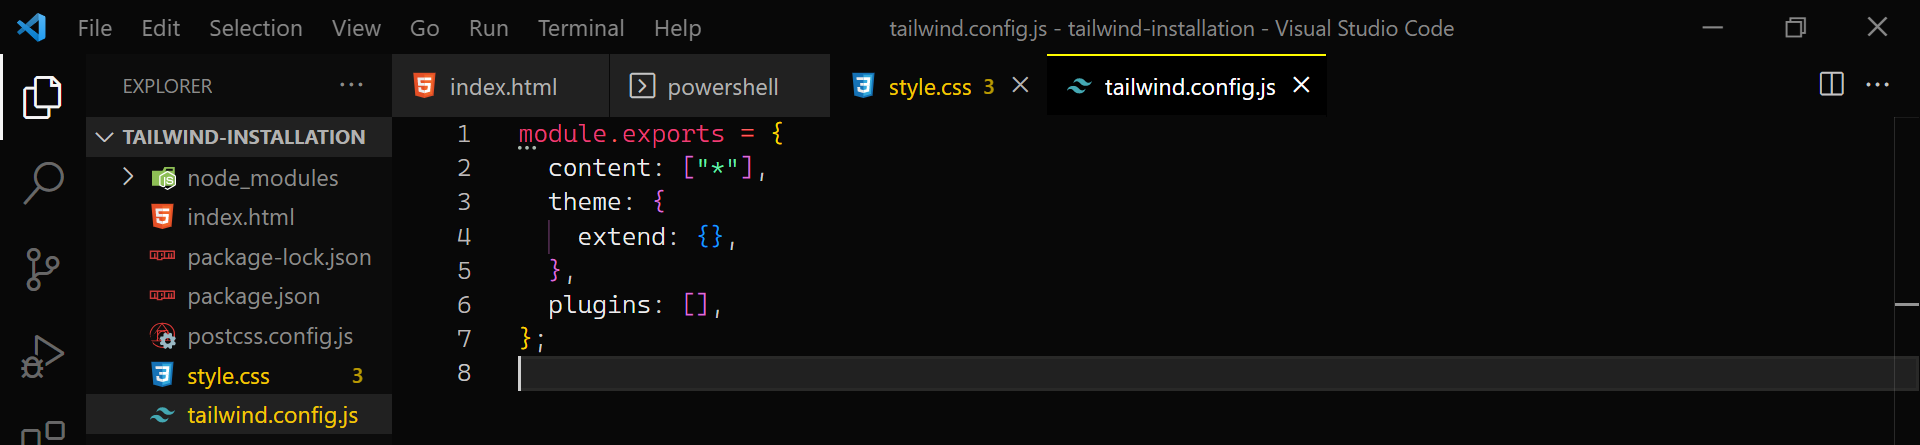 File Edit Selection View Go Run Terminal Help tailwind.config.js - tailwind-installation - Visual Studio Code
EXPLORER ··· index.html powershell style.css 3 tailwind.config.js ···
TAILWIND-INSTALLATION
node_modules
index.html
package-lock.json
package.json
postcss.config.js
style.css 3
tailwind.config.js
1 module.exports = {
2   content: ["*"],
3   theme: {
4     extend: {},
5   },
6   plugins: [],
7 };
8